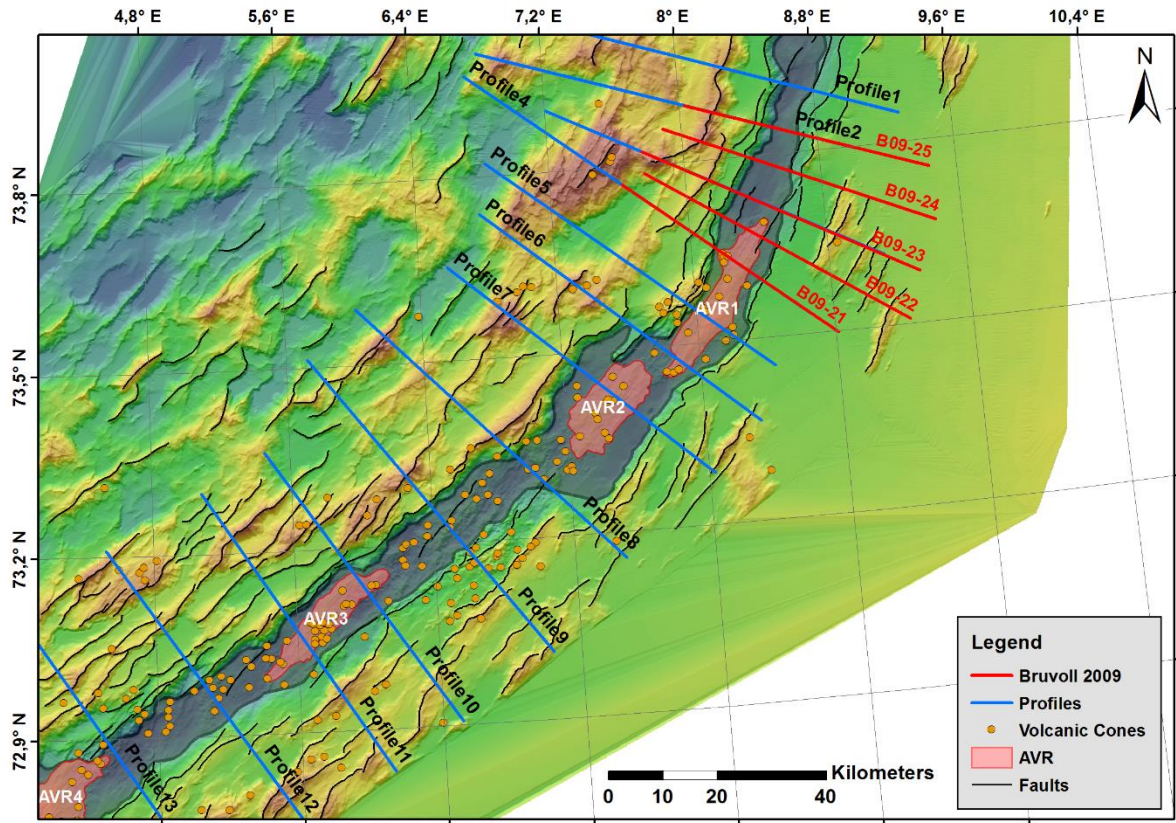 4,8° E 5,6° E 6,4° E 7,2° E 8° E 8,8° E 9,6° E 10,4° E
N
Profile1
Profile4
Profile2
B09-25
Profile5
B09-24
73,8° N
Profile6
B09-23
Profile7
B09-22
B09-21
AVR1
73,5° N
AVR2
Profile8
73,2° N
AVR3
Profile9
Profile10
Profile11
72,9° N
Profile12
Profile13
AVR4
Kilometers
0 10 20 40
Legend
Bruvoll 2009
Profiles
Volcanic Cones
AVR
Faults